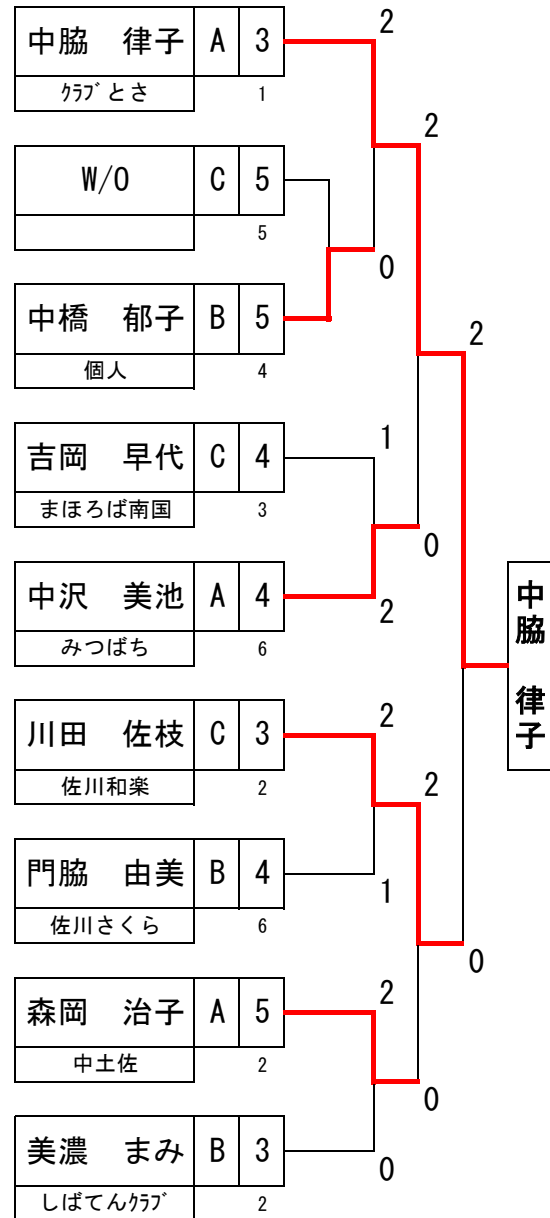 2
中脇　律子 A 3
ｸﾗﾌﾞとさ 1
2
W/O C 5
5
0
中橋　郁子 B 5
個人 4
2
吉岡　早代 C 4
まほろば南国 3
1
0
中沢　美池 A 4
みつばち 6
2
中脇　律子
川田　佐枝 C 3
佐川和楽 2
2
2
門脇　由美 B 4
佐川さくら 6
1
0
森岡　治子 A 5
中土佐 2
2
0
美濃　まみ B 3
しばてんｸﾗﾌﾞ 2
0